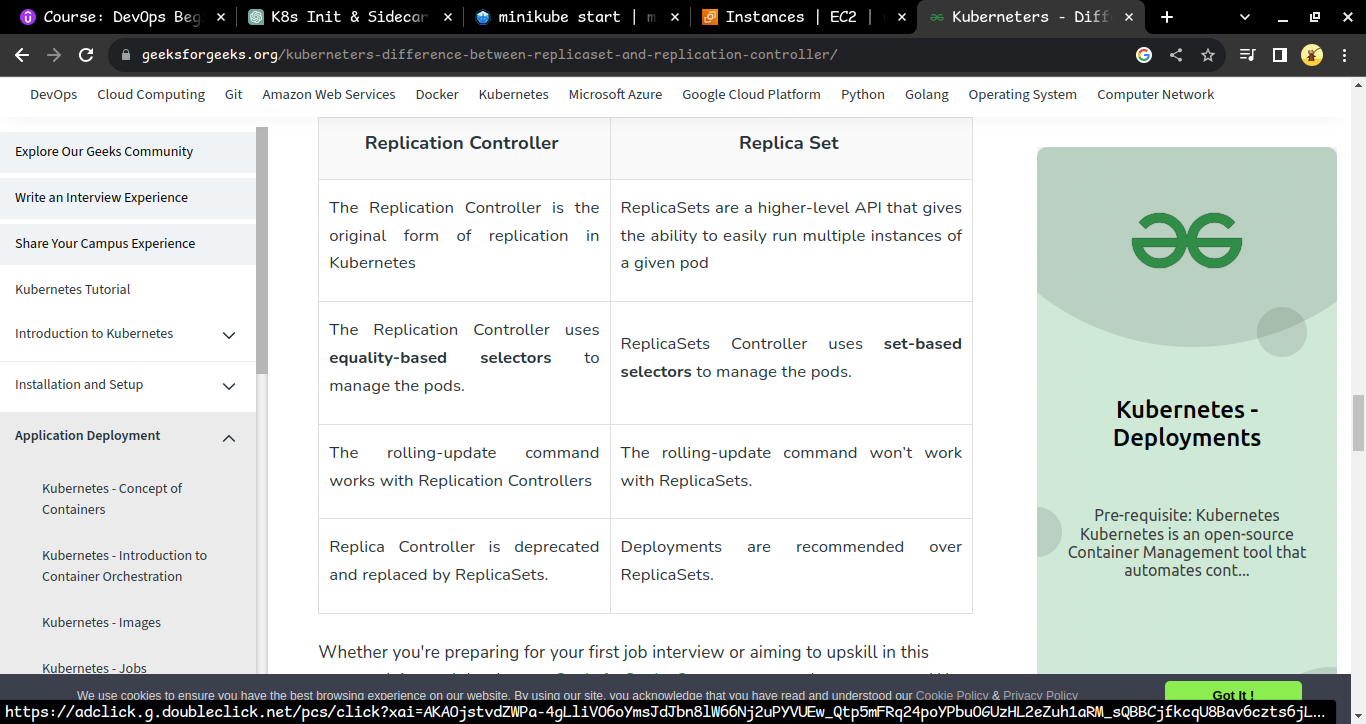 Course: DevOps Beg
K8s Init & Sidecar
minikube start | m
Instances | EC2 |
Kuberneters - Diff
geeksforgeeks.org/kuberneters-difference-between-replicaset-and-replication-controller/
DevOps Cloud Computing Git Amazon Web Services Docker Kubernetes Microsoft Azure Google Cloud Platform Python Golang Operating System Computer Network
Explore Our Geeks Community
Write an Interview Experience
Share Your Campus Experience
Kubernetes Tutorial
Introduction to Kubernetes
Installation and Setup
Application Deployment
Kubernetes - Concept of
Containers
Kubernetes - Introduction to
Container Orchestration
Kubernetes - Images
Kubernetes - Jobs
Replication Controller
Replica Set
The Replication Controller is the
original form of replication in
Kubernetes
ReplicaSets are a higher-level API that gives
the ability to easily run multiple instances of
a given pod
The Replication Controller uses
equality-based selectors to
manage the pods.
ReplicaSets Controller uses set-based
selectors to manage the pods.
The rolling-update command
works with Replication Controllers
The rolling-update command won’t work
with ReplicaSets.
Replica Controller is deprecated
and replaced by ReplicaSets.
Deployments are recommended over
ReplicaSets.
Whether you're preparing for your first job interview or aiming to upskill in this
Kubernetes -
Deployments
Pre-requisite: Kubernetes
Kubernetes is an open-source
Container Management tool that
automates cont...
We use cookies to ensure you have the best browsing experience on our website. By using our site, you acknowledge that you have read and understood our Cookie Policy & Privacy Policy
Got It !